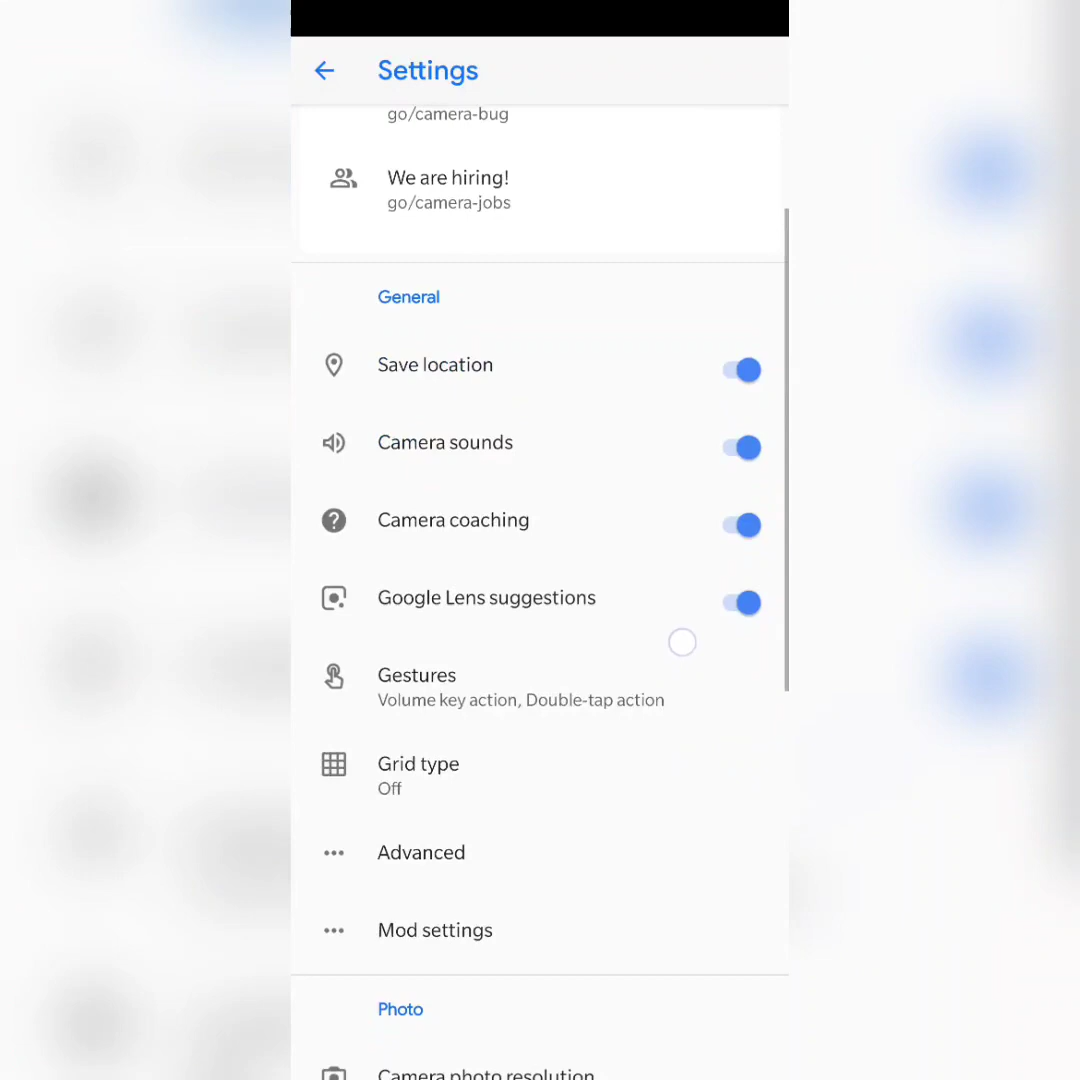 Settings
go/camera-bug
We are hiring!
go/camera-jobs
General
Save location
Camera sounds
Camera coaching
Google Lens suggestions
Gestures
Volume key action, Double-tap action
Grid type
Off
Advanced
Mod settings
Photo
Camera photo resolution